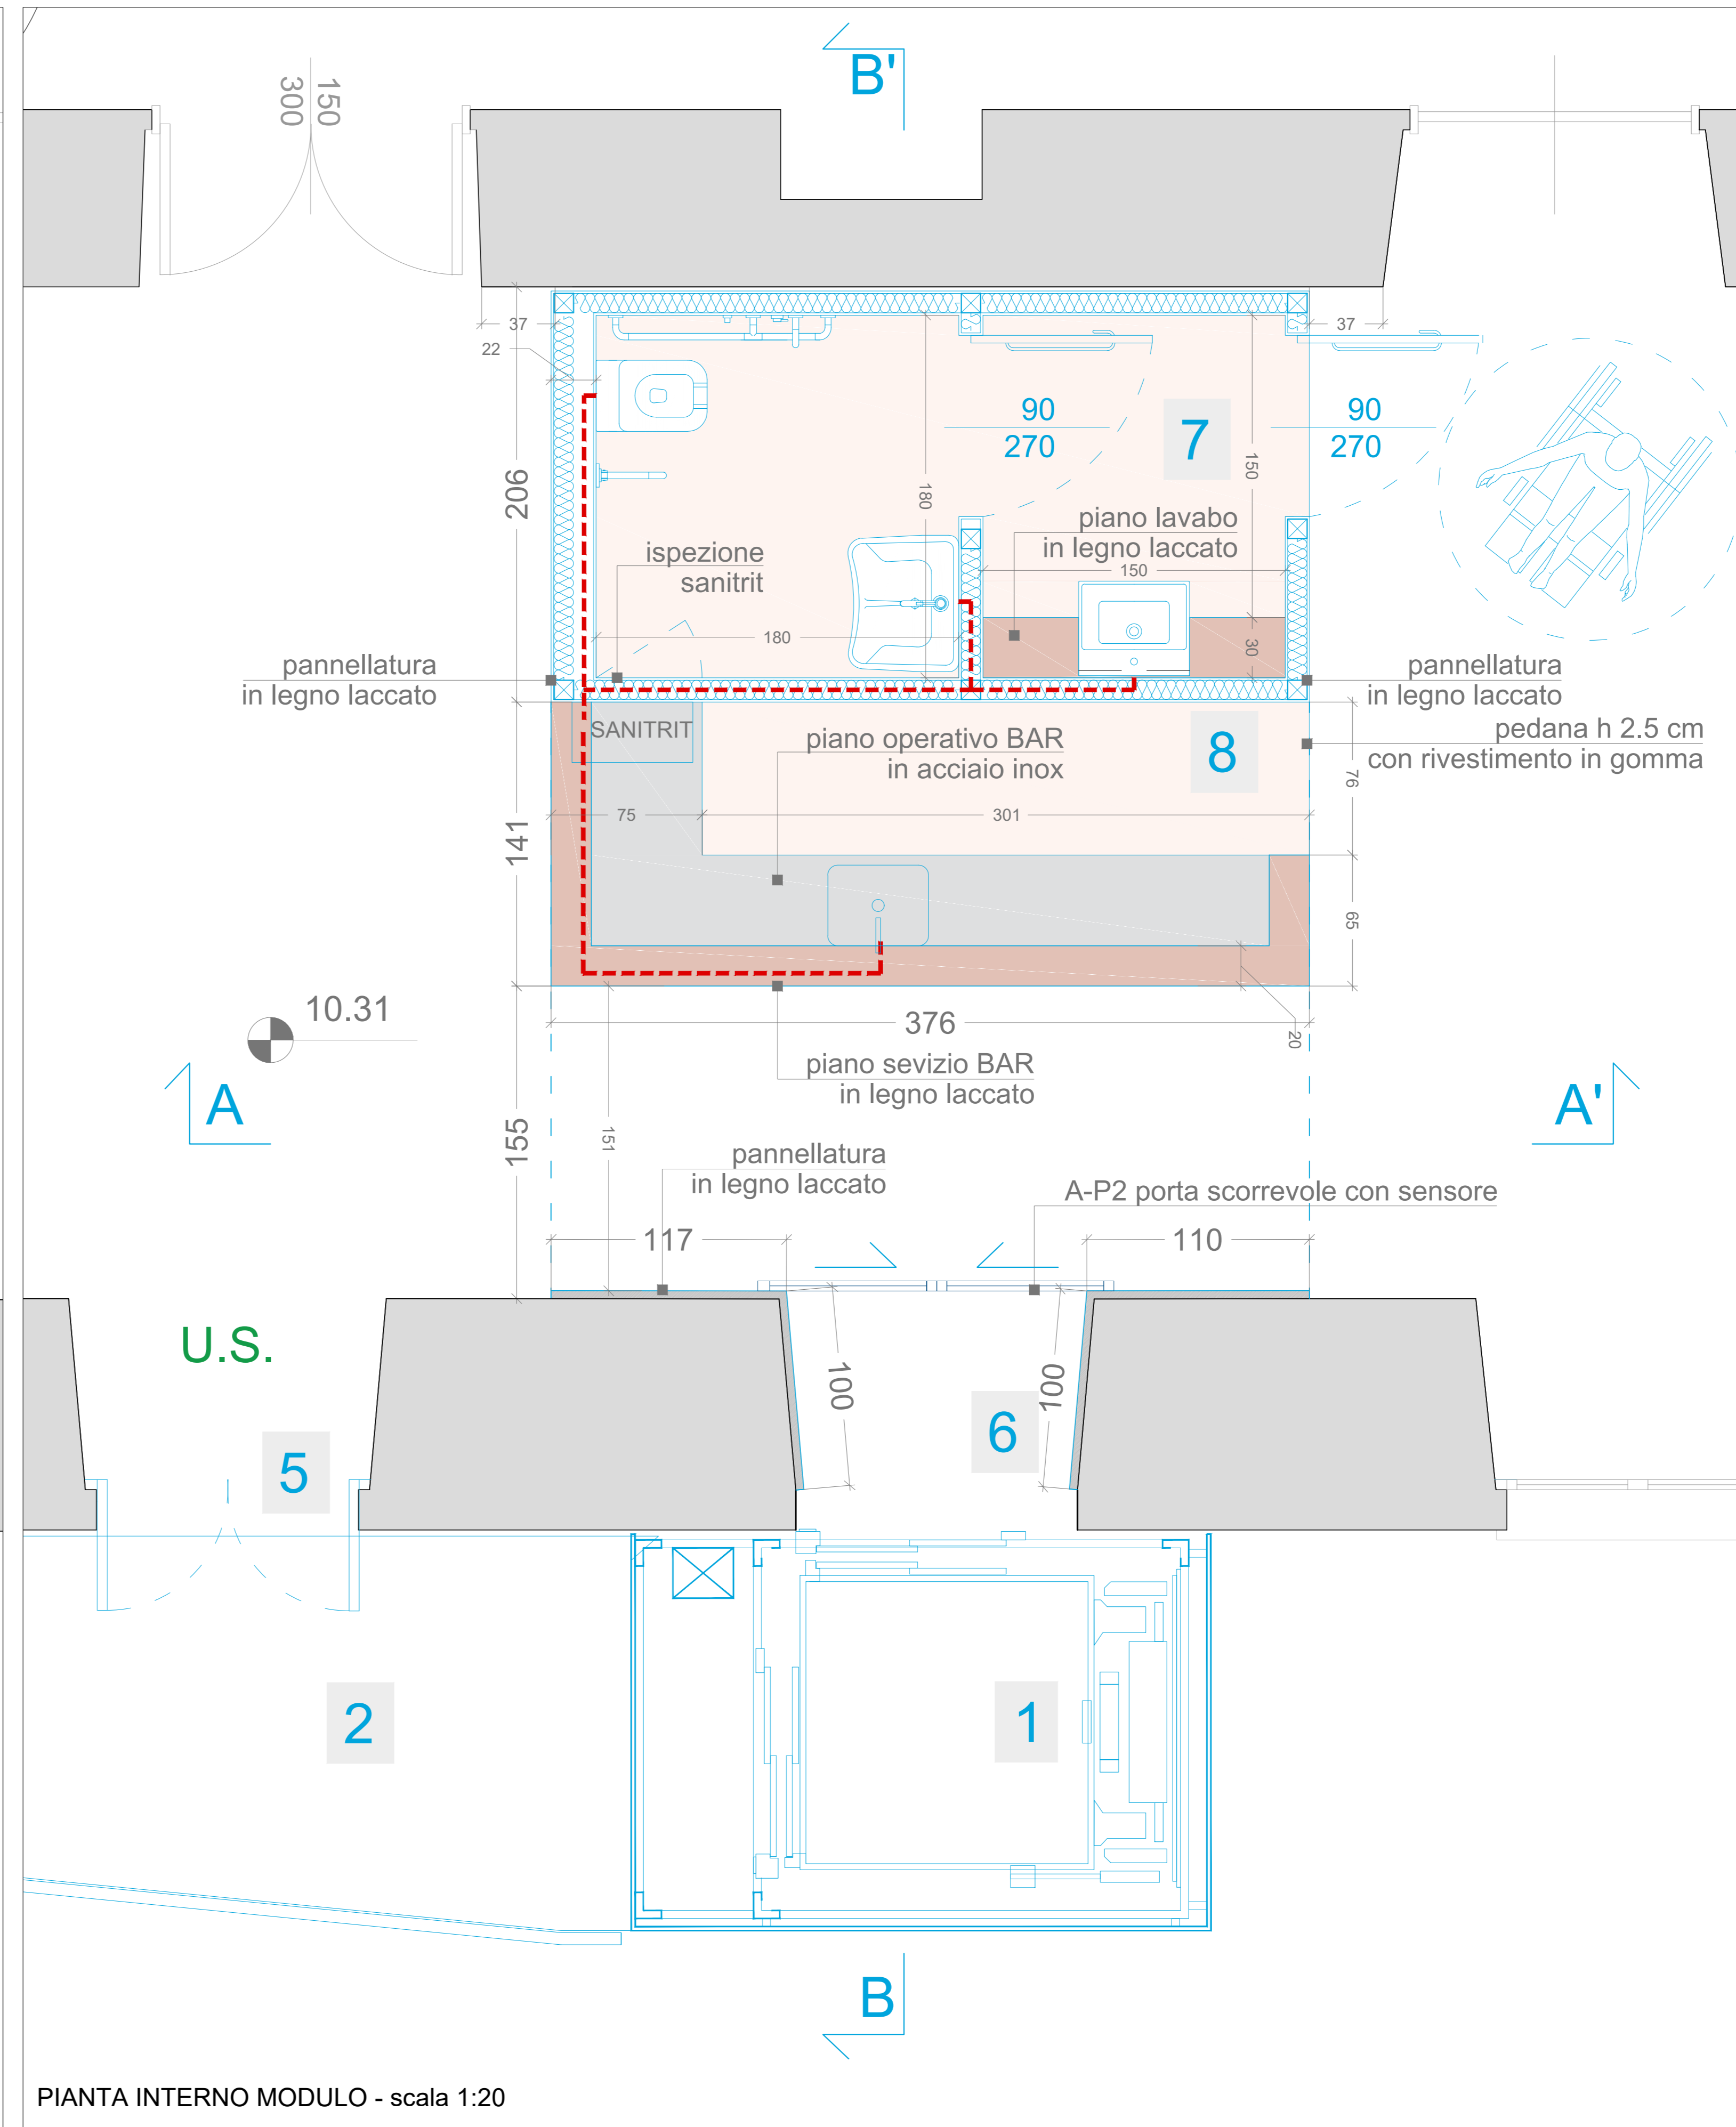 B'
150
300
37
37
22
90
270
90
270
7
206
180
150
piano lavabo
in legno laccato
ispezione
sanitrit
150
180
30
pannellatura
in legno laccato
pannellatura
in legno laccato
SANITRIT
piano operativo BAR
in acciaio inox
8
pedana h 2.5 cm
con rivestimento in gomma
76
75
301
141
65
10.31
376
20
piano sevizio BAR
in legno laccato
A
A'
155
151
pannellatura
in legno laccato
A-P2 porta scorrevole con sensore
117
110
U.S.
100
100
6
5
2
1
B
PIANTA INTERNO MODULO - scala 1:20